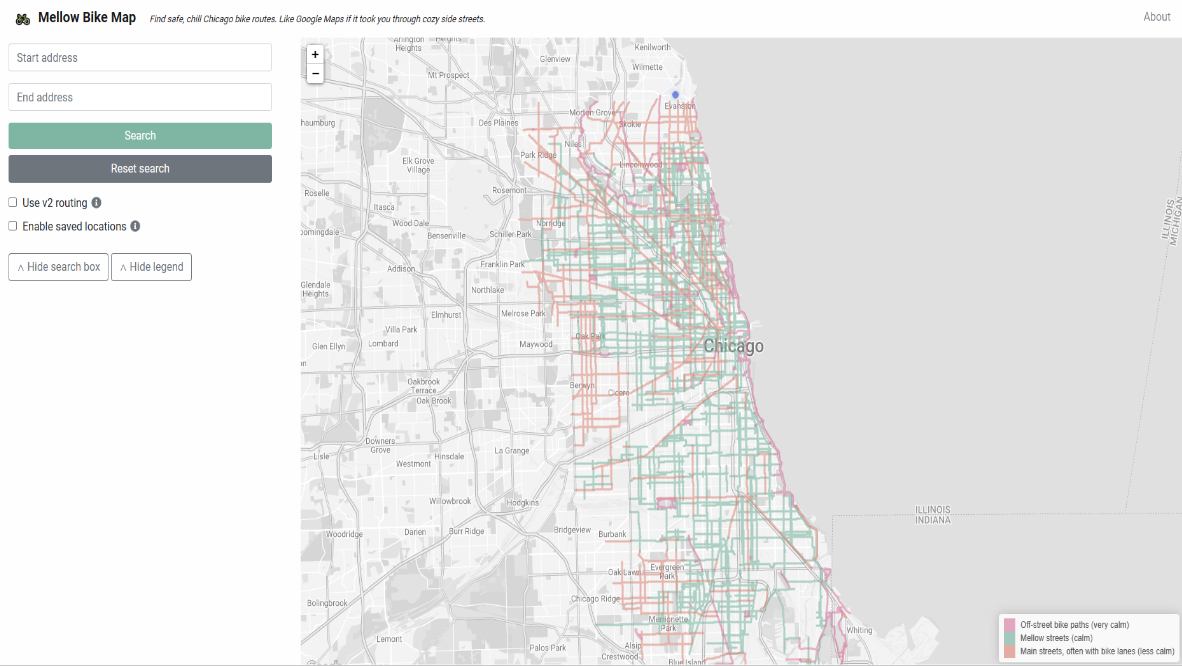 Mellow Bike Map
Find safe, chill Chicago bike routes. Like Google Maps if it took you through cozy side streets.
About
Start address
End address
Search
Reset search
Use v2 routing
Enable saved locations
^ Hide search box
^ Hide legend
+
−
Arlington
Heights
Heights
Kenilworth
Glenview
Wilmette
Mt Prospect
Evanston
Morton Grove
Skokie
haumburg
Des Plaines
Niles
Park Ridge
Elk Grove
Village
Lincolnwood
Roselle
Rosemont
Itasca
Wood Dale
Norridge
oomingdale
Bensenville
Schiller Park
Addison
Franklin Park
Glendale
Heights
Northlake
Elmhurst
Melrose Park
Villa Park
Oak Park
Glen Ellyn
Lombard
Maywood
Chicago
on
Oakbrook
Terrace
Oak Brook
Berwyn
Cicero
Downers
Grove
Lisle
Westmont
Hinsdale
La Grange
Willowbrook
Hodgkins
Woodridge
Darien
Burr Ridge
Bridgeview
Burbank
Oak Lawn
Evergreen
Park
Bolingbrook
Chicago Ridge
Merrionette
Park
Lemont
Palos Park
Alsip
Crestwood
Blue Island
Whiting
ILLINOIS
MICHIGAN
ILLINOIS
INDIANA
Off-street bike paths (very calm)
Mellow streets (calm)
Main streets, often with bike lanes (less calm)